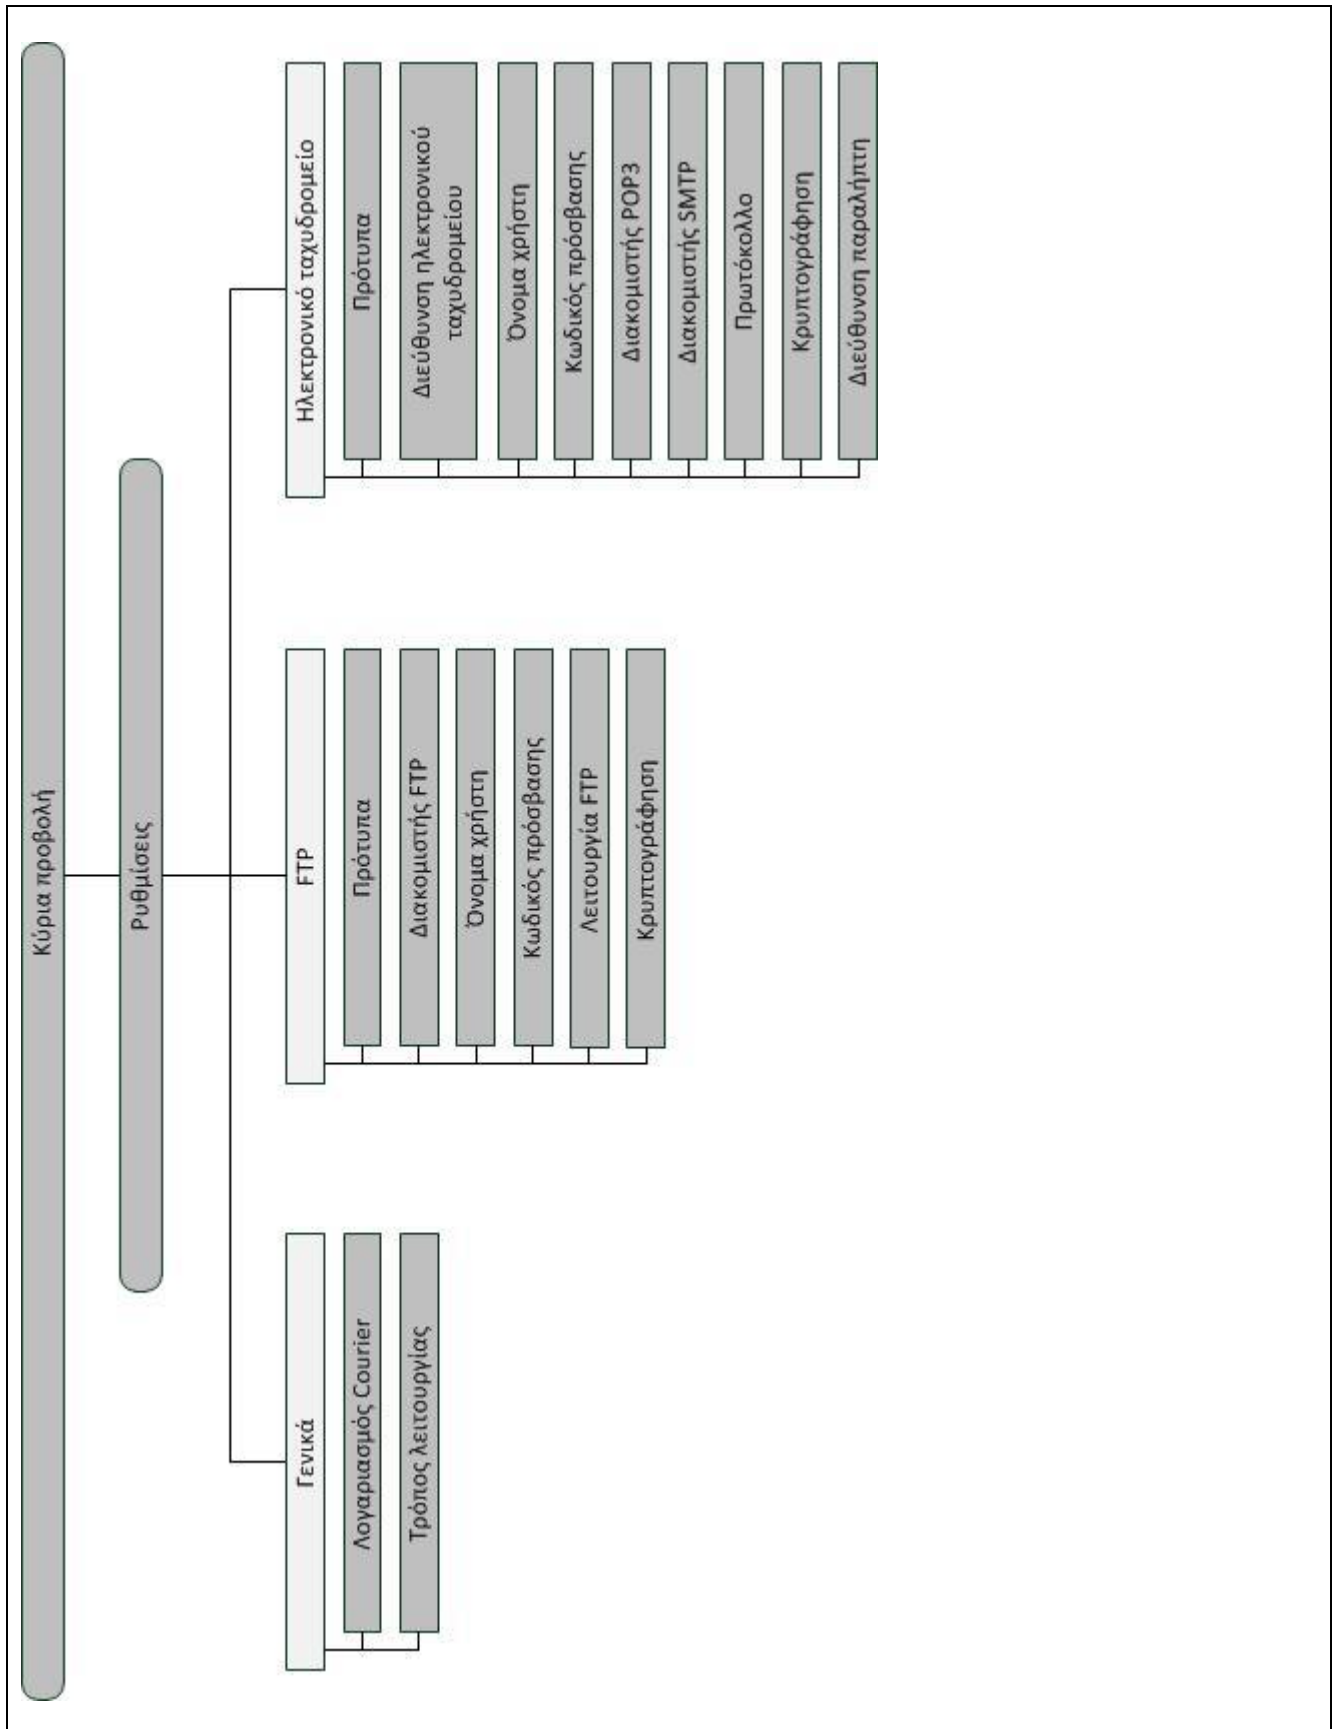 Κύρια προβολή
Ρυθμίσεις
Γενικά
Λογαριασμός Courier
Τρόπος λειτουργίας
FTP
Πρότυπα
Διακομιστής FTP
Όνομα χρήστη
Κωδικός πρόσβασης
Λειτουργία FTP
Κρυπτογράφηση
Ηλεκτρονικό ταχυδρομείο
Πρότυπα
Διεύθυνση ηλεκτρονικού
ταχυδρομείου
Όνομα χρήστη
Κωδικός πρόσβασης
Διακομιστής POP3
Διακομιστής SMTP
Πρωτόκολλο
Κρυπτογράφηση
Διεύθυνση παραλήπτη